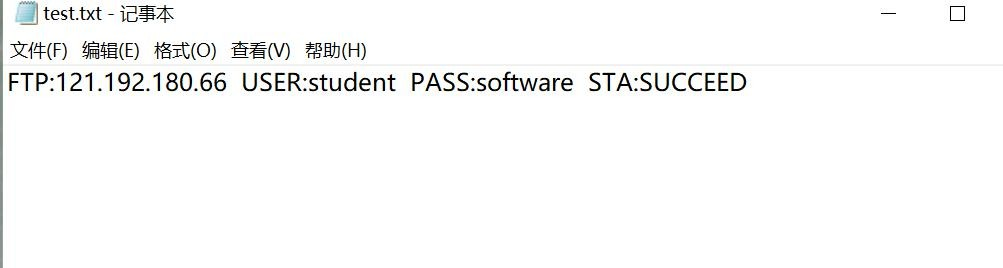 test.txt - 记事本
文件(F) 编辑(E) 格式(O) 查看(V) 帮助(H)
FTP:121.192.180.66 USER:student PASS:software STA:SUCCEED